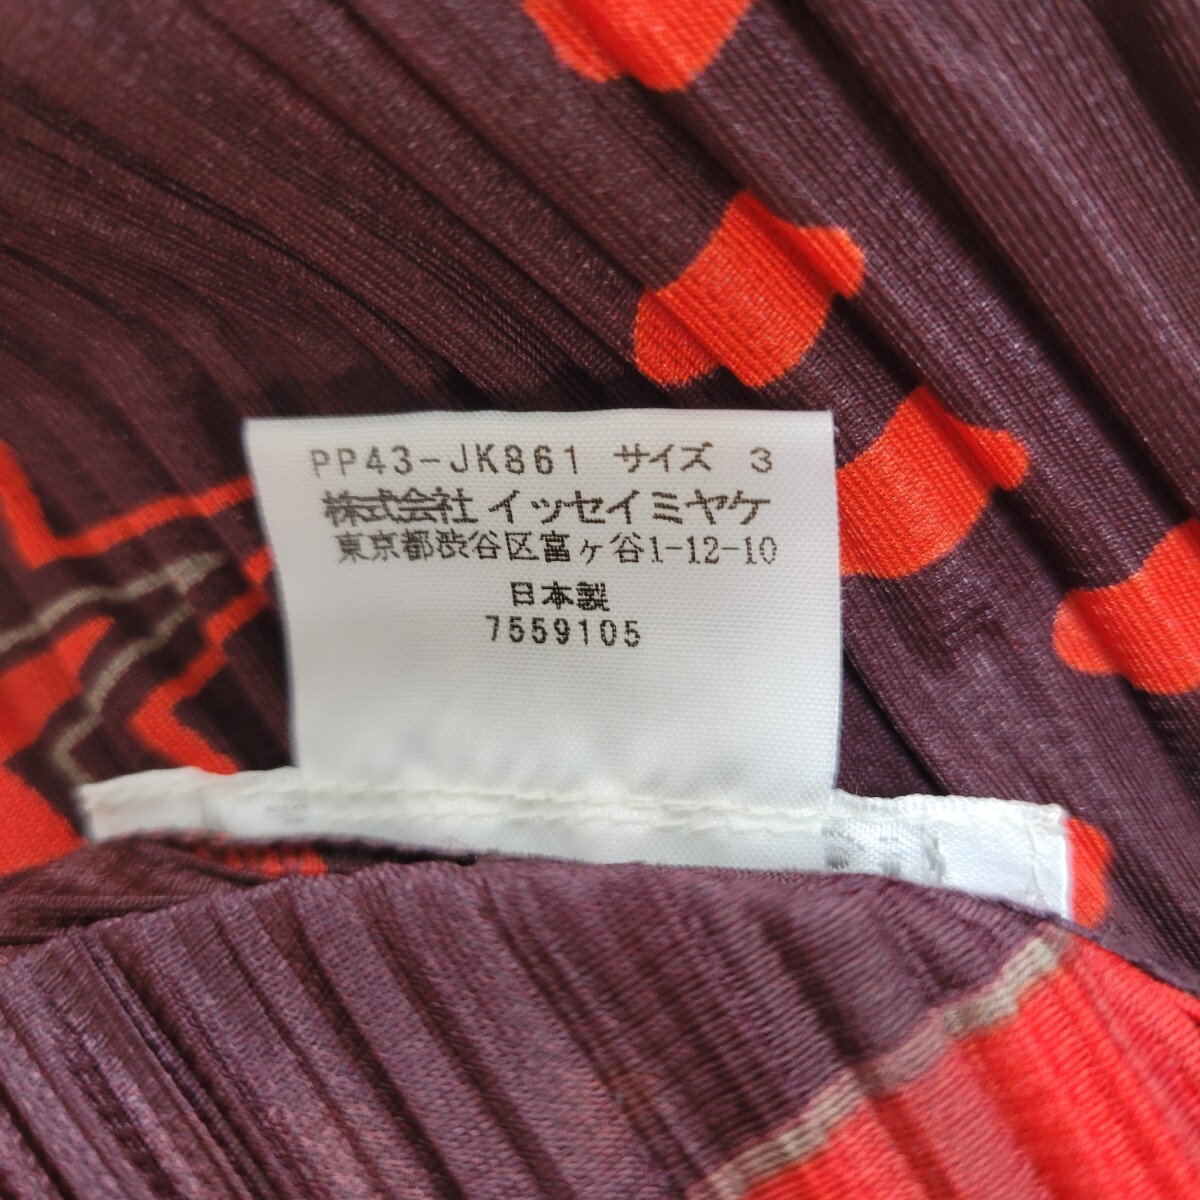 PP43-JK861 サイズ 3
株式会社 イッセイミヤケ
東京都渋谷区富ヶ谷1-12-10
日本製
7559105